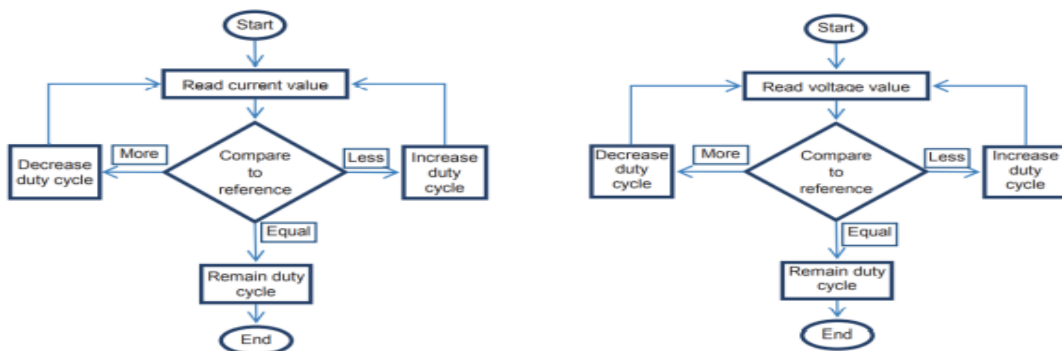 Start
Read current value
Compare
to
reference
More
Less
Decrease
duty cycle
Increase
duty
cycle
Equal
Remain duty
cycle
End
Start
Read voltage value
Compare
to
reference
More
Less
Decrease
duty
cycle
Increase
duty
cycle
Equal
Remain duty
cycle
End